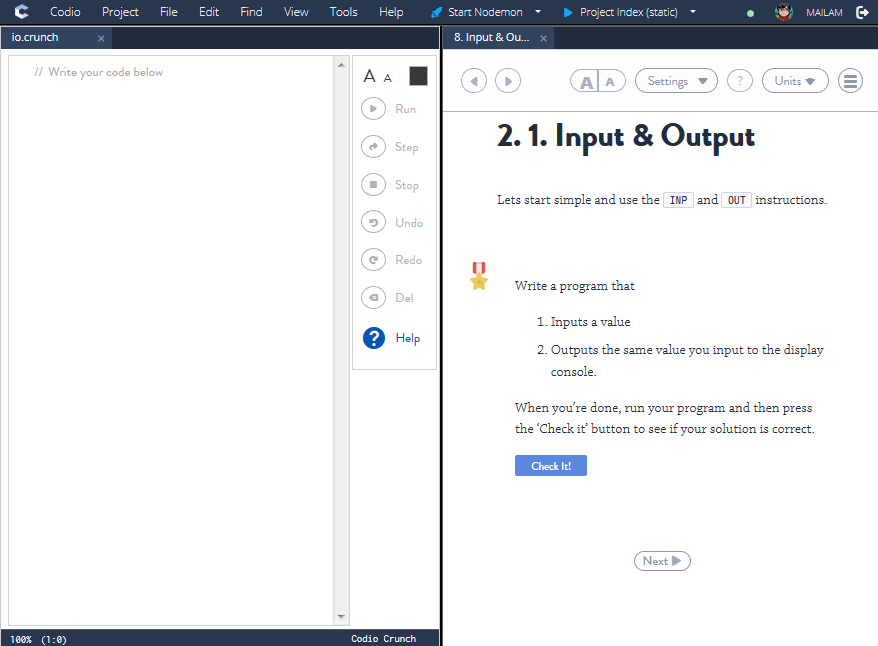 Codio Project File Edit Find View Tools Help Start Nodemon Project Index (static) MAILAM
io.crunch ×
// Write your code below
A A
Run
Step
Stop
Undo
Redo
Del
? Help
100% (1:0) Codio Crunch
8. Input & Ou... ×
A A Settings ? Units
2. 1. Input & Output
Lets start simple and use the INP and OUT instructions.
Write a program that
1. Inputs a value
2. Outputs the same value you input to the display
console.
When you're done, run your program and then press
the ‘Check it’ button to see if your solution is correct.
Check It!
Next